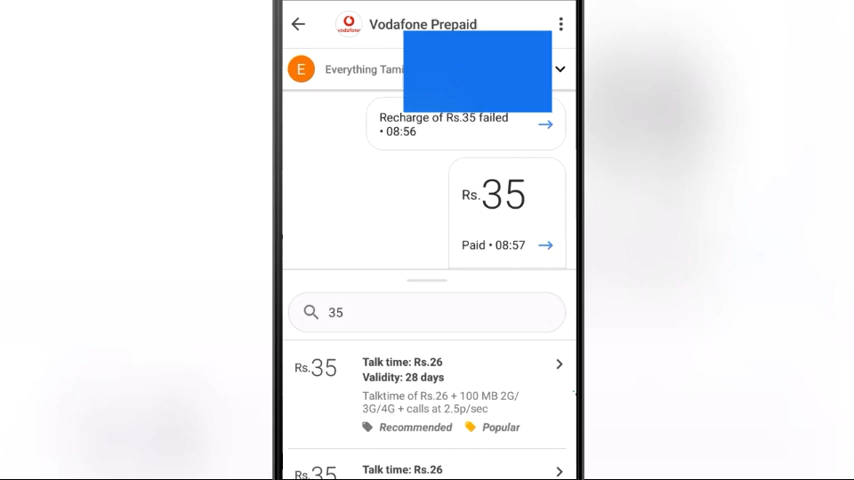 vodafone
Vodafone Prepaid
E
Everything Tami
Recharge of Rs.35 failed
• 08:56
Rs.35
Paid • 08:57
35
Rs.35
Talk time: Rs.26
Validity: 28 days
Talktime of Rs.26 + 100 MB 2G/
3G/4G + calls at 2.5p/sec
Recommended Popular
Rs.35
Talk time: Rs.26